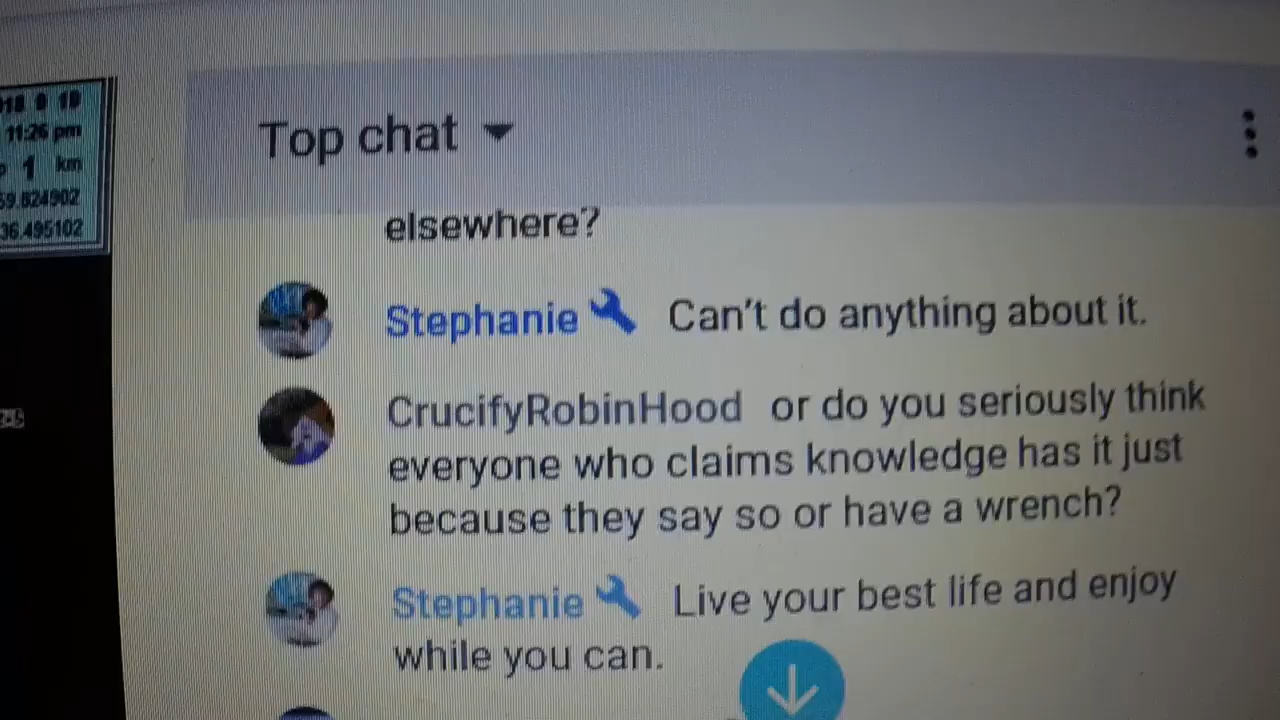 11:26 pm
1 km
59.824902
36.495102
Top chat
elsewhere?
Stephanie Can't do anything about it.
CrucifyRobinHood or do you seriously think
everyone who claims knowledge has it just
because they say so or have a wrench?
Stephanie Live your best life and enjoy
while you can.